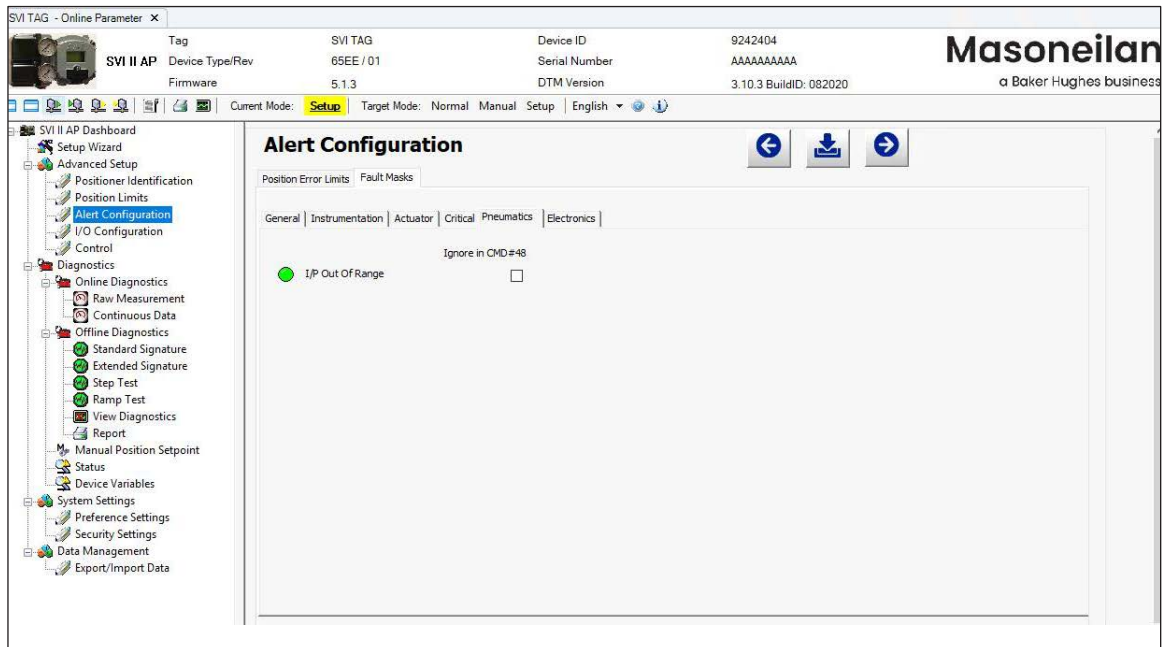 SVI TAG - Online Parameter X
SVI II AP
Tag SVI TAG Device ID 9242404
Device Type/Rev 65EE / 01 Serial Number AAAAAAAAAA
Firmware 5.1.3 DTM Version 3.10.3 BuildID: 082020
Masoneilan
a Baker Hughes business
Current Mode: Setup Target Mode: Normal Manual Setup English
SVI II AP Dashboard
Setup Wizard
Advanced Setup
Positioner Identification
Position Limits
Alert Configuration
I/O Configuration
Control
Diagnostics
Online Diagnostics
Raw Measurement
Continuous Data
Offline Diagnostics
Standard Signature
Extended Signature
Step Test
Ramp Test
View Diagnostics
Report
Manual Position Setpoint
Status
Device Variables
System Settings
Preference Settings
Security Settings
Data Management
Export/Import Data
Alert Configuration
Position Error Limits Fault Masks
General Instrumentation Actuator Critical Pneumatics Electronics
Ignore in CMD#48
I/P Out Of Range